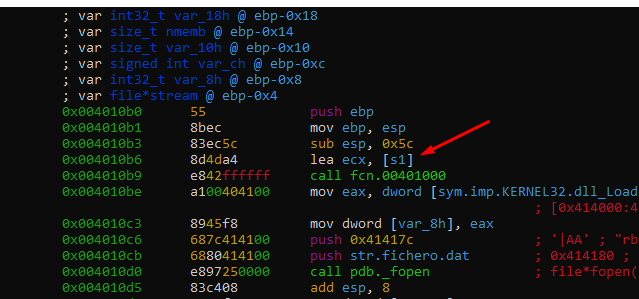 ; var int32_t var_18h @ ebp-0x18
; var size_t nmemb @ ebp-0x14
; var size_t var_10h @ ebp-0x10
; var signed int var_ch @ ebp-0xc
; var int32_t var_8h @ ebp-0x8
; var file*stream @ ebp-0x4
0x004010b0 55 push ebp
0x004010b1 8bec mov ebp, esp
0x004010b3 83ec5c sub esp, 0x5c
0x004010b6 8d4da4 lea ecx, [s1]
0x004010b9 e842ffffff call fcn.00401000
0x004010be a100404100 mov eax, dword [sym.imp.KERNEL32.dll_Load
; [0x414000:4
0x004010c3 8945f8 mov dword [var_8h], eax
0x004010c6 687c414100 push 0x41417c ; '|AA' ; "rb
0x004010cb 6880414100 push str.fichero.dat ; 0x414180 ;
0x004010d0 e897250000 call pdb._fopen ; file*fopen(
0x004010d5 83c408 add esp, 8